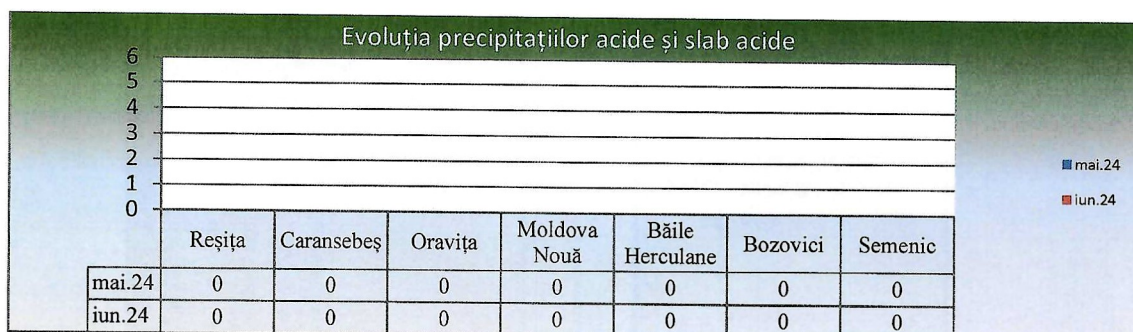 Evoluția precipitațiilor acide și slab acide
6
5
4
3
2
1
0
mai.24
iun.24
Reșița Caransebeș Oravița Moldova Nouă Băile Herculane Bozovici Semenic
mai.24 0 0 0 0 0 0 0
iun.24 0 0 0 0 0 0 0